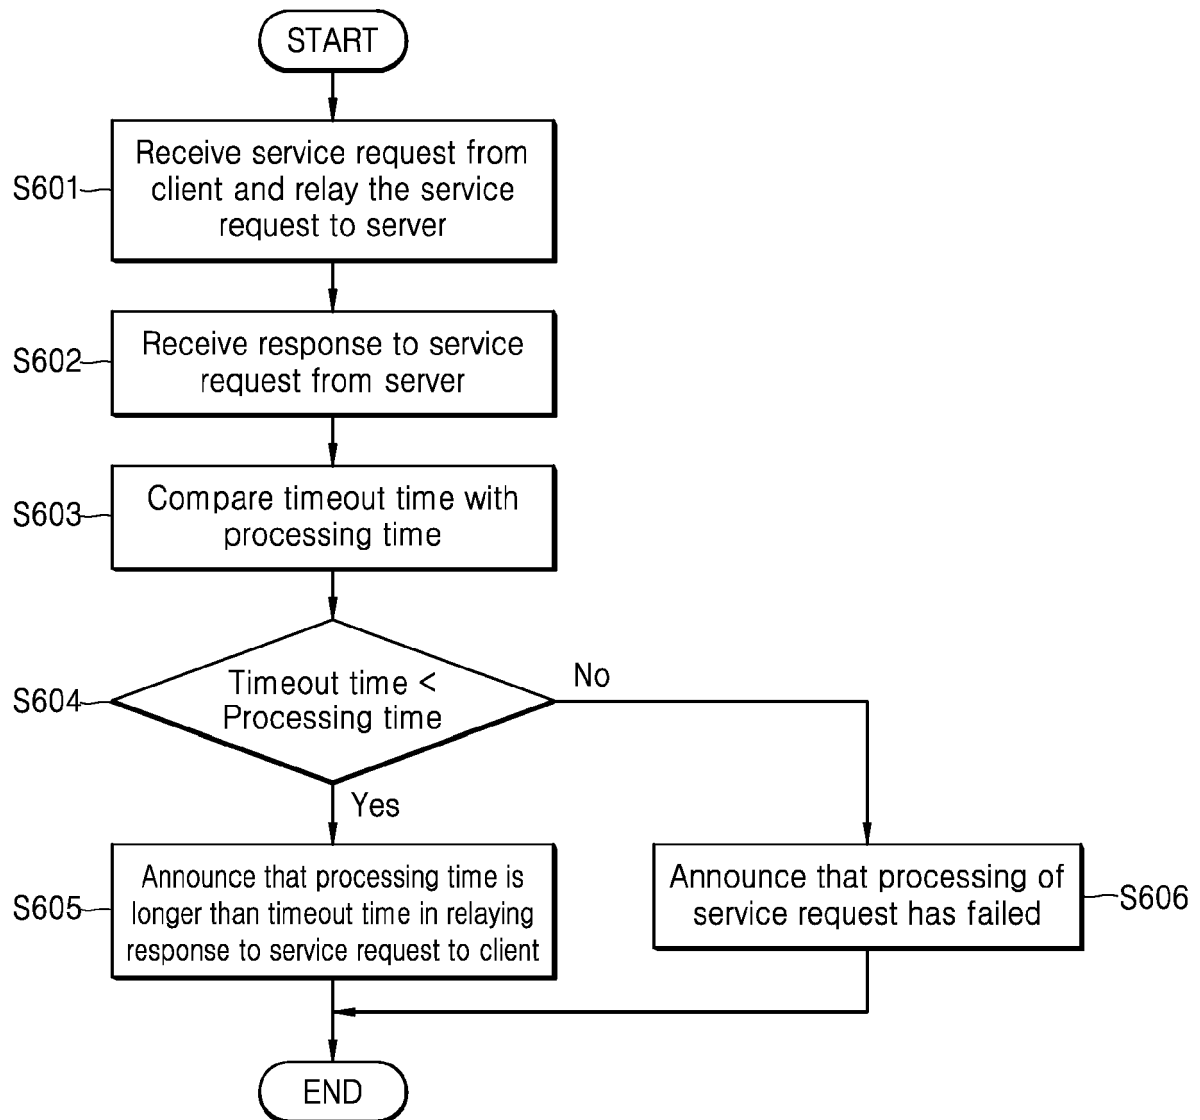 START
S601
Receive service request from
client and relay the service
request to server
S602
Receive response to service
request from server
S603
Compare timeout time with
processing time
S604
Timeout time <
Processing time
No
Yes
S605
Announce that processing time is
longer than timeout time in relaying
response to service request to client
Announce that processing of
service request has failed
S606
END